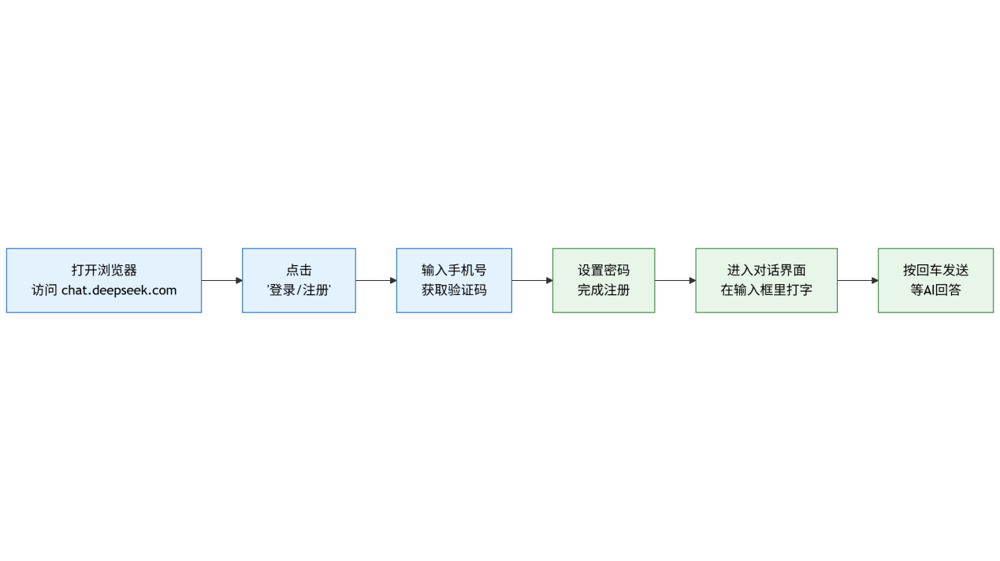 打开浏览器
访问 chat.deepseek.com
点击
'登录/注册'
输入手机号
获取验证码
设置密码
完成注册
进入对话界面
在输入框里打字
按回车发送
等AI回答